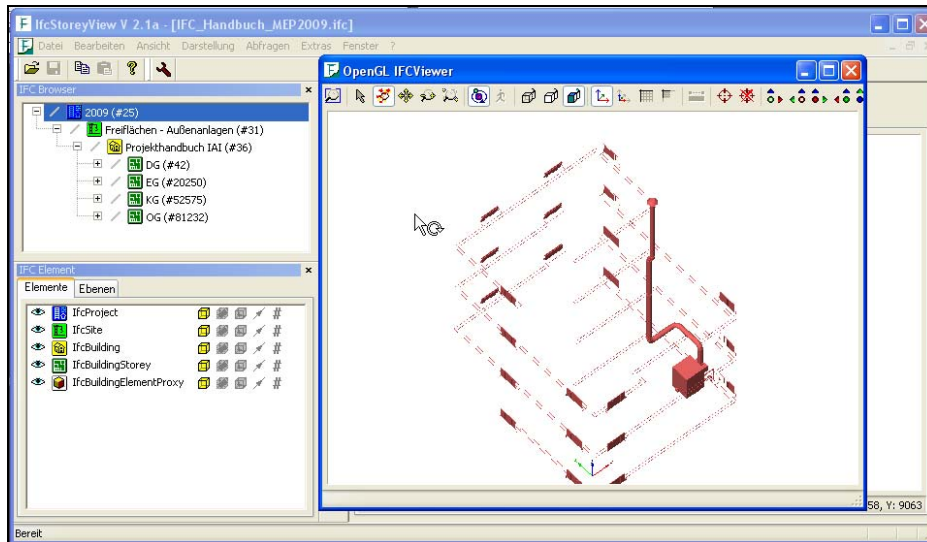 IfcStoreyView V 2.1a - [IFC_Handbuch_MEP2009.ifc]
Datei Bearbeiten Ansicht Darstellung Abfragen Extras Fenster ?
IFC Browser
2009 (#25)
Freiflächen - Außenanlagen (#31)
Projekthandbuch IAI (#36)
DG (#42)
EG (#20250)
KG (#52575)
OG (#81232)
IFC Element
Elemente Ebenen
IfcProject #
IfcSite #
IfcBuilding #
IfcBuildingStorey #
IfcBuildingElementProxy #
OpenGL IFCViewer
58, Y: 9063
Bereit